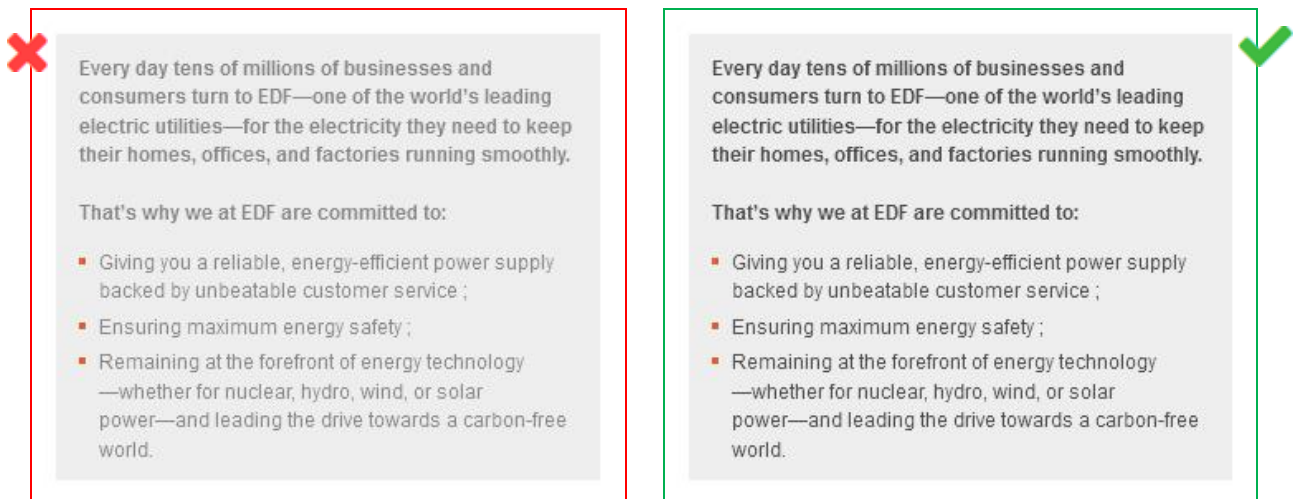 Every day tens of millions of businesses and
consumers turn to EDF—one of the world's leading
electric utilities—for the electricity they need to keep
their homes, offices, and factories running smoothly.
That's why we at EDF are committed to:
Giving you a reliable, energy-efficient power supply
backed by unbeatable customer service ;
Ensuring maximum energy safety ;
Remaining at the forefront of energy technology
—whether for nuclear, hydro, wind, or solar
power—and leading the drive towards a carbon-free
world.
Every day tens of millions of businesses and
consumers turn to EDF—one of the world's leading
electric utilities—for the electricity they need to keep
their homes, offices, and factories running smoothly.
That's why we at EDF are committed to:
Giving you a reliable, energy-efficient power supply
backed by unbeatable customer service ;
Ensuring maximum energy safety ;
Remaining at the forefront of energy technology
—whether for nuclear, hydro, wind, or solar
power—and leading the drive towards a carbon-free
world.